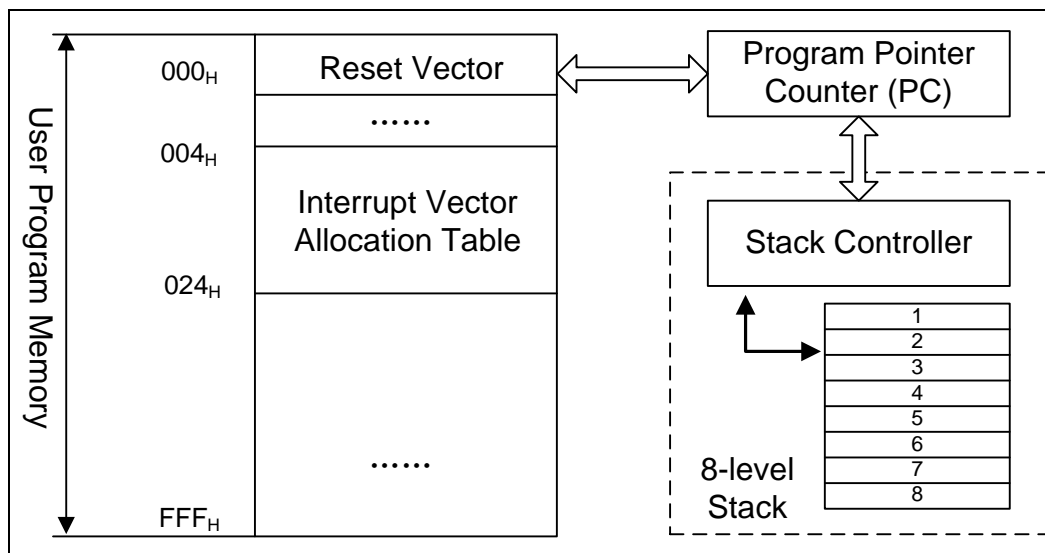 User Program Memory
000H
Reset Vector
......
004H
Interrupt Vector
Allocation Table
024H
......
FFFH
Program Pointer
Counter (PC)
Stack Controller
1
2
3
4
5
6
7
8
8-level
Stack